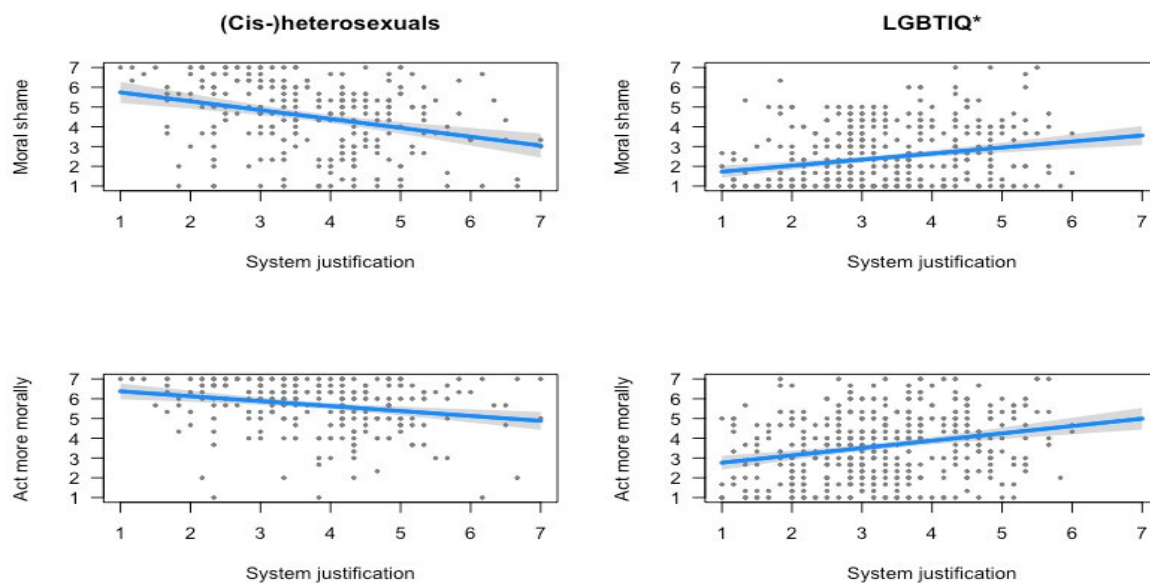 (Cis-)heterosexuals
LGBTIQ*
Moral shame
7
6
5
4
3
2
1
1 2 3 4 5 6 7
System justification
Moral shame
7
6
5
4
3
2
1
1 2 3 4 5 6 7
System justification
Act more morally
7
6
5
4
3
2
1
1 2 3 4 5 6 7
System justification
Act more morally
7
6
5
4
3
2
1
1 2 3 4 5 6 7
System justification